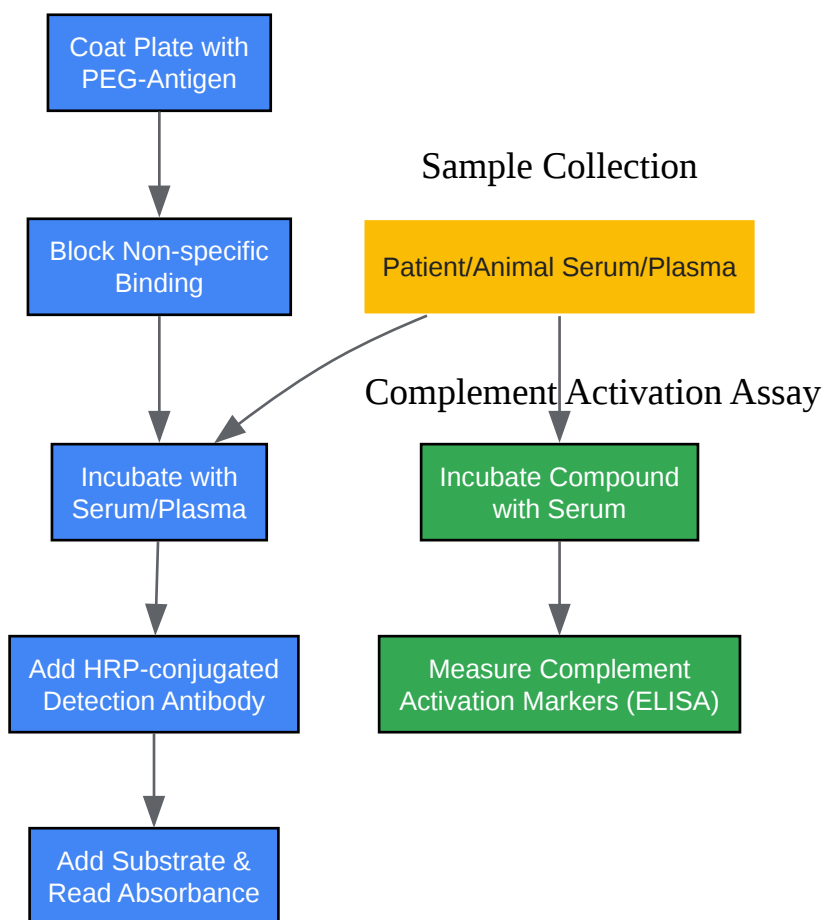 Coat Plate with
PEG-Antigen
Sample Collection
Block Non-specific
Binding
Patient/Animal Serum/Plasma
Complement Activation Assay
Incubate with
Serum/Plasma
Incubate Compound
with Serum
Add HRP-conjugated
Detection Antibody
Measure Complement
Activation Markers (ELISA)
Add Substrate &
Read Absorbance